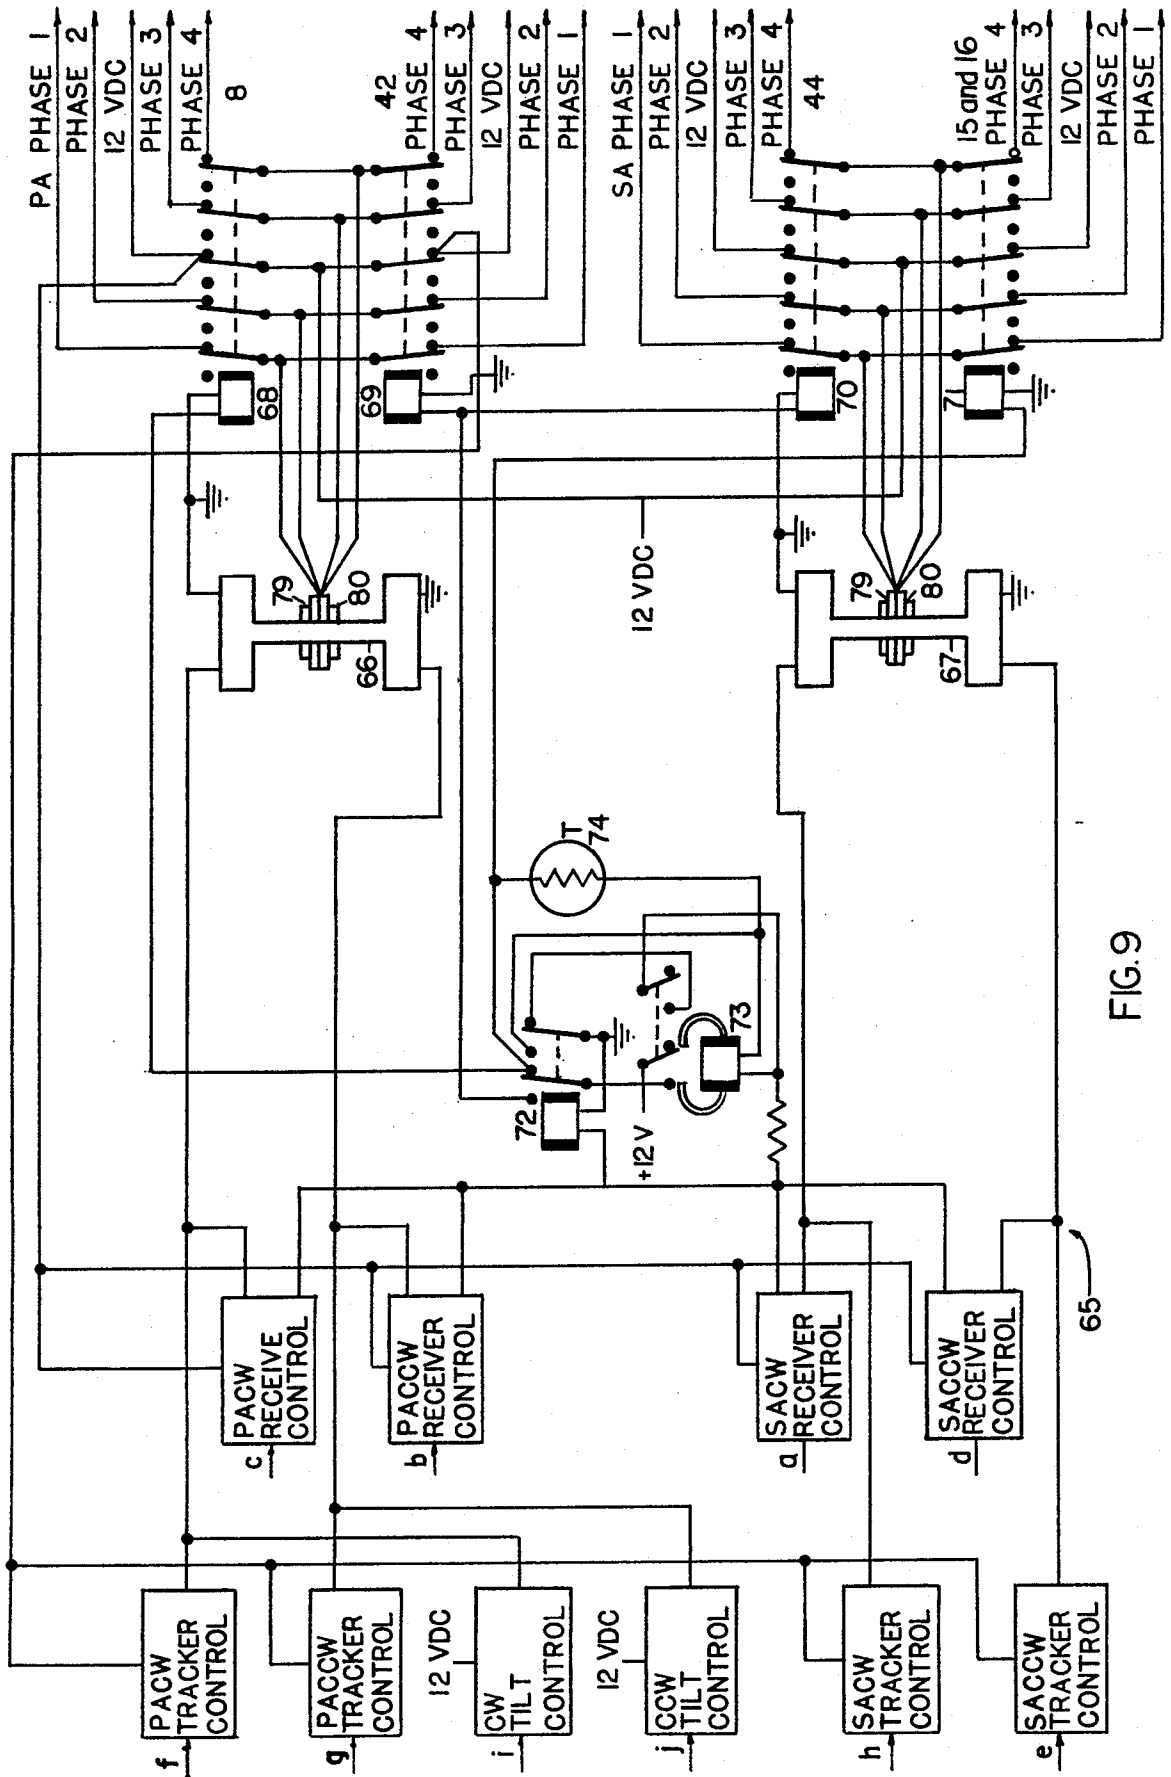 PA PHASE 1
PHASE 2
12 VDC
PHASE 3
PHASE 4
8
42
PHASE 4
PHASE 3
12 VDC
PHASE 2
PHASE 1
SA PHASE 1
PHASE 2
12 VDC
PHASE 3
PHASE 4
44
15 and 16
PHASE 4
PHASE 3
12 VDC
PHASE 2
PHASE 1
68
69
70
71
79
80
66
12 VDC
79
80
67
T
74
72
73
+12V
PACW
RECEIVE
CONTROL
c
PACCW
RECEIVER
CONTROL
b
SACW
RECEIVER
CONTROL
a
SACCW
RECEIVER
CONTROL
d
65
PACW
TRACKER
CONTROL
f
PACCW
TRACKER
CONTROL
g
12 VDC
CW
TILT
CONTROL
i
12 VDC
CCW
TILT
CONTROL
j
SACW
TRACKER
CONTROL
h
SACCW
TRACKER
CONTROL
e
FIG. 9